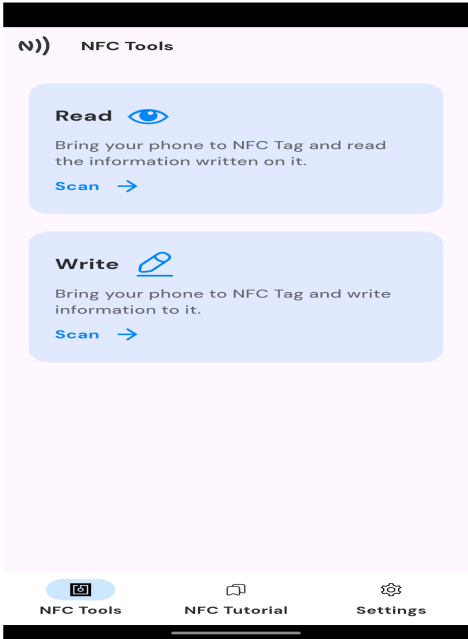 NFC Tools
Read
Bring your phone to NFC Tag and read
the information written on it.
Scan
Write
Bring your phone to NFC Tag and write
information to it.
Scan
NFC Tools
NFC Tutorial
Settings